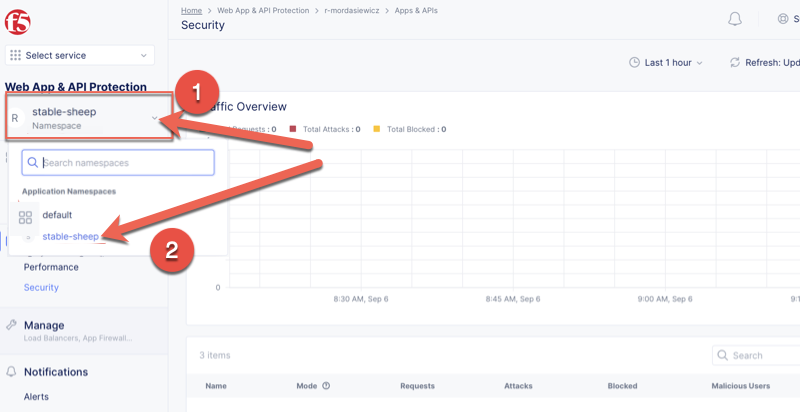 f5
Home > Web App & API Protection > r-mordasiewicz > Apps & APIs
Security
Select service
Last 1 hour
Refresh: Upd
Web App & API Protection
1
R
stable-sheep
Namespace
affic Overview
Requests : 0
Total Attacks : 0
Total Blocked : 0
Search namespaces
Application Namespaces
default
stable-sheep
2
Performance
Security
0
8:30 AM, Sep 6
8:45 AM, Sep 6
9:00 AM, Sep 6
Manage
Load Balancers, App Firewall...
3 items
Search
Notifications
Name
Mode
Requests
Attacks
Blocked
Malicious Users
Alerts